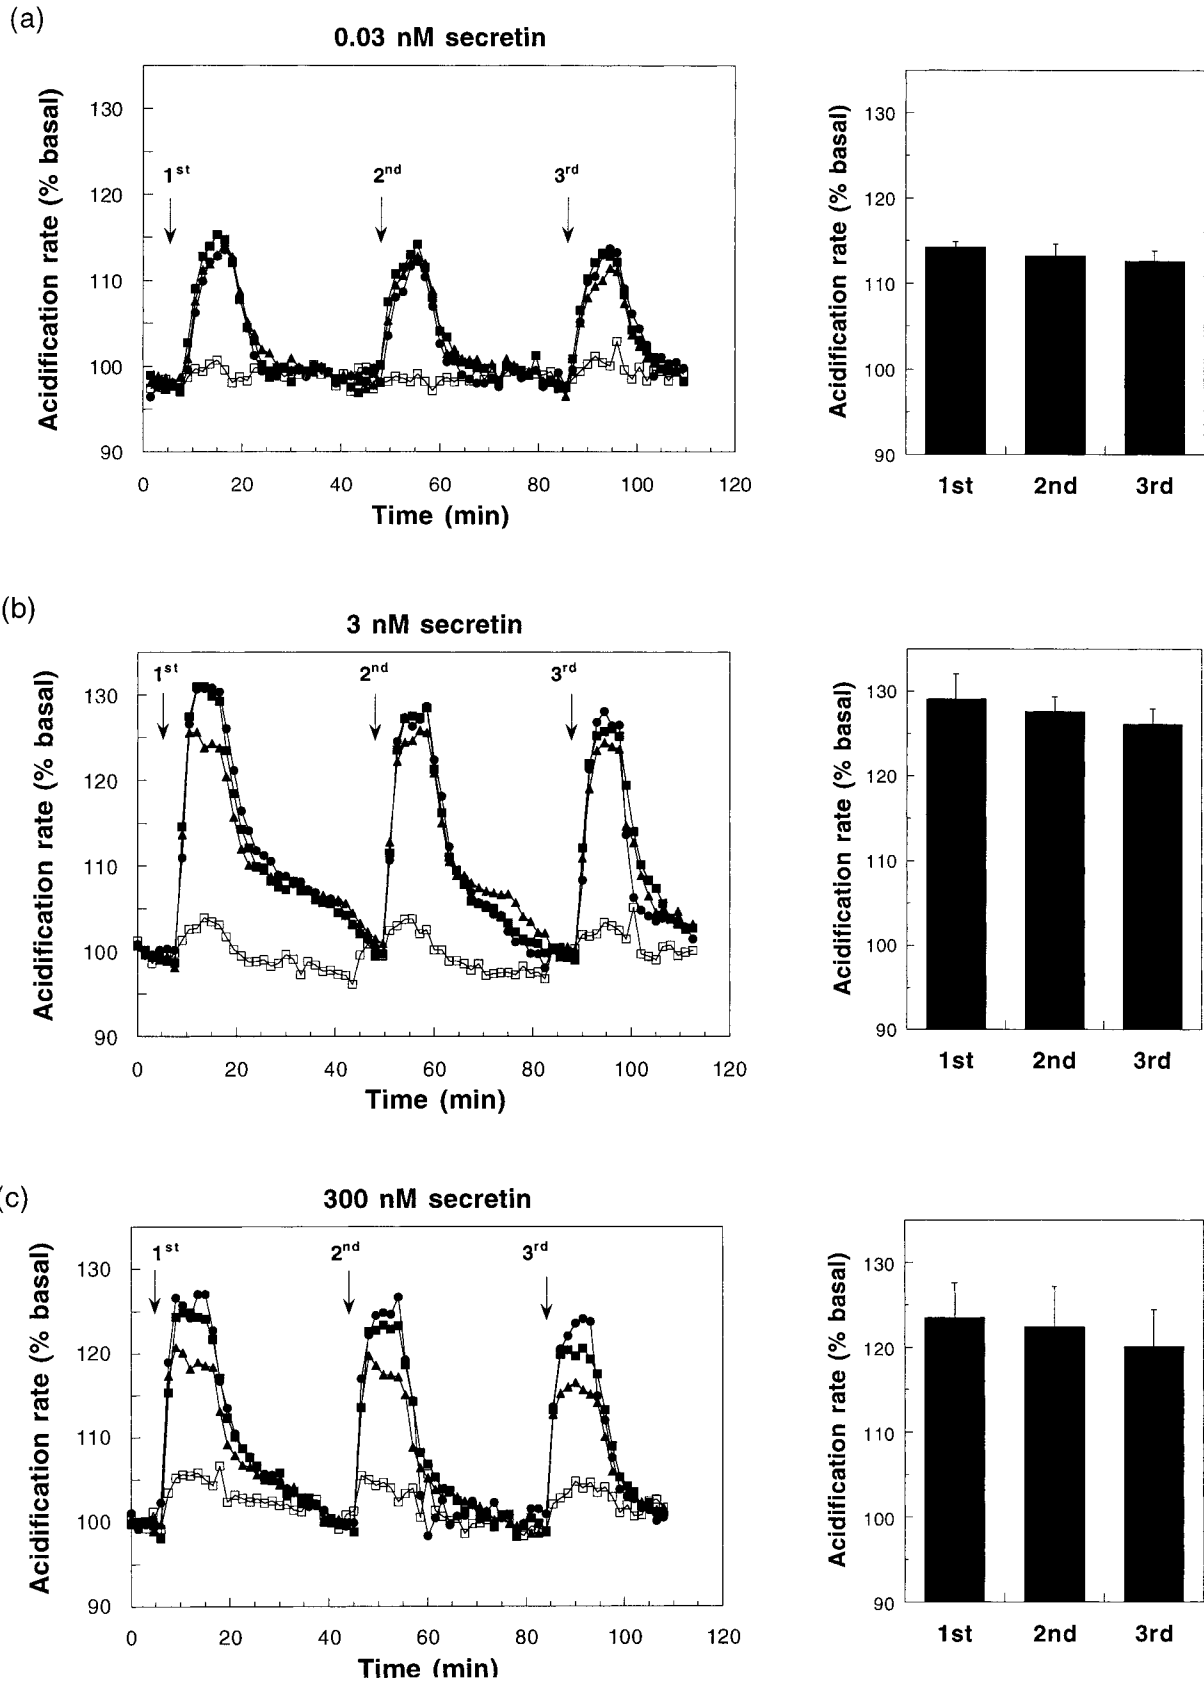 (a)
0.03 nM secretin
Acidification rate (% basal)
130
120
110
100
90
1st
2nd
3rd
0 20 40 60 80 100 120
Time (min)
Acidification rate (% basal)
130
120
110
100
90
1st 2nd 3rd
(b)
3 nM secretin
Acidification rate (% basal)
130
120
110
100
90
1st
2nd
3rd
0 20 40 60 80 100 120
Time (min)
Acidification rate (% basal)
130
120
110
100
90
1st 2nd 3rd
(c)
300 nM secretin
Acidification rate (% basal)
130
120
110
100
90
1st
2nd
3rd
0 20 40 60 80 100 120
Time (min)
Acidification rate (% basal)
130
120
110
100
90
1st 2nd 3rd